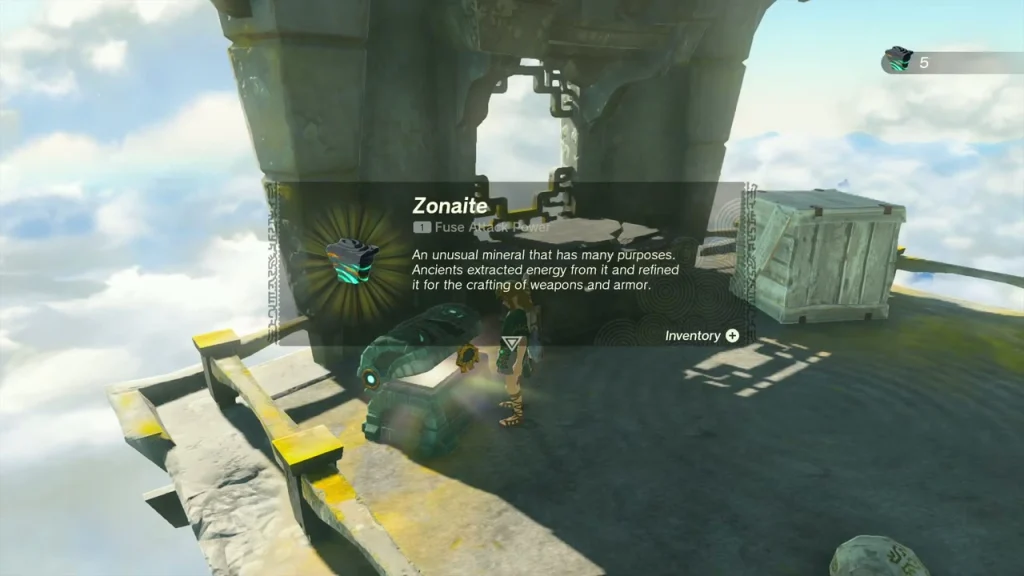 5
Zonaite
1 Fuse Attack Power
An unusual mineral that has many purposes.
Ancients extracted energy from it and refined
it for the crafting of weapons and armor.
Inventory